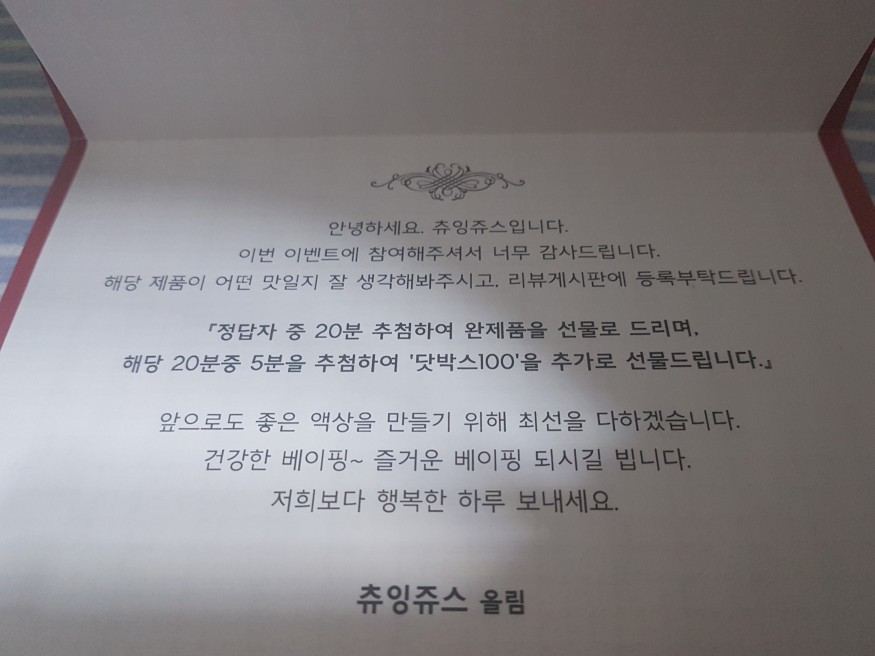 안녕하세요. 츄잉쥬스입니다.
이번 이벤트에 참여해주셔서 너무 감사드립니다.
해당 제품이 어떤 맛일지 잘 생각해봐주시고, 리뷰게시판에 등록부탁드립니다.
『정답자 중 20분 추첨하여 완제품을 선물로 드리며,
해당 20분중 5분을 추첨하여 '닷박스100'을 추가로 선물드립니다.』
앞으로도 좋은 액상을 만들기 위해 최선을 다하겠습니다.
건강한 베이핑~ 즐거운 베이핑 되시길 빕니다.
저희보다 행복한 하루 보내세요.
츄잉쥬스 올림